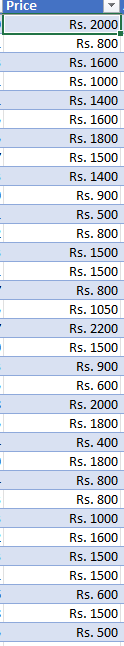 Price
Rs. 2000
Rs. 800
Rs. 1600
Rs. 1000
Rs. 1400
Rs. 1600
Rs. 1800
Rs. 1500
Rs. 1400
Rs. 900
Rs. 500
Rs. 800
Rs. 1500
Rs. 1500
Rs. 800
Rs. 1050
Rs. 2200
Rs. 1500
Rs. 900
Rs. 600
Rs. 2000
Rs. 1800
Rs. 400
Rs. 1800
Rs. 800
Rs. 800
Rs. 1000
Rs. 1600
Rs. 1500
Rs. 1500
Rs. 600
Rs. 1500
Rs. 500